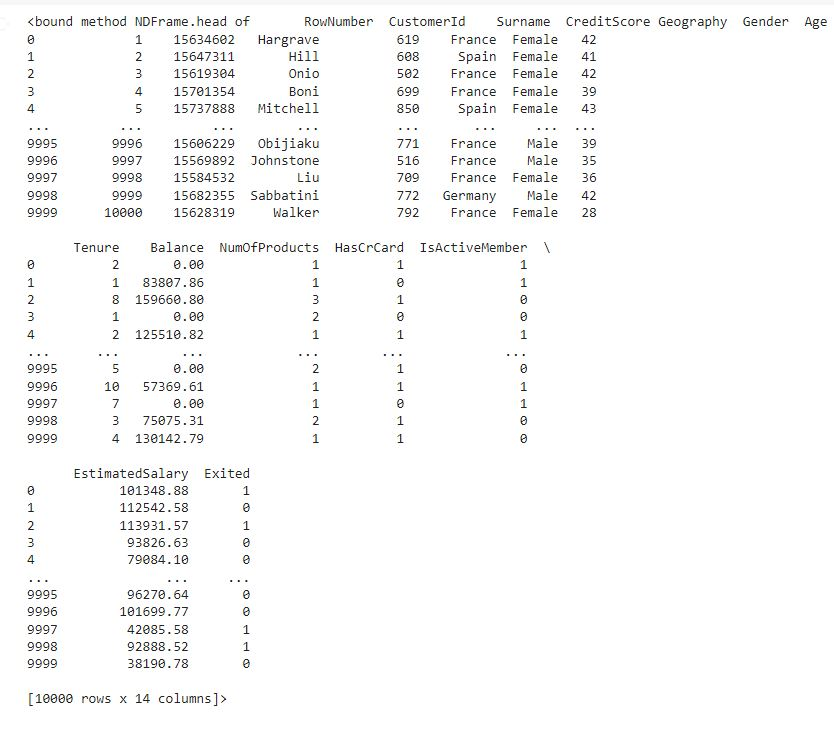 <bound method NDFrame.head of       RowNumber  CustomerId    Surname  CreditScore Geography  Gender  Age
0             1    15634602   Hargrave          619    France  Female   42
1             2    15647311       Hill          608     Spain  Female   41
2             3    15619304       Onio          502    France  Female   42
3             4    15701354       Boni          699    France  Female   39
4             5    15737888   Mitchell          850     Spain  Female   43
...         ...         ...        ...          ...       ...     ...  ...
9995       9996    15606229   Obijiaku          771    France    Male   39
9996       9997    15569892  Johnstone          516    France    Male   35
9997       9998    15584532        Liu          709    France  Female   36
9998       9999    15682355  Sabbatini          772   Germany    Male   42
9999      10000    15628319     Walker          792    France  Female   28
      Tenure    Balance  NumOfProducts  HasCrCard  IsActiveMember  \
0          2       0.00              1          1               1
1          1   83807.86              1          0               1
2          8  159660.80              3          1               0
3          1       0.00              2          0               0
4          2  125510.82              1          1               1
...      ...        ...            ...        ...             ...
9995       5       0.00              2          1               0
9996      10   57369.61              1          1               1
9997       7       0.00              1          0               1
9998       3   75075.31              2          1               0
9999       4  130142.79              1          1               0
      EstimatedSalary  Exited
0           101348.88       1
1           112542.58       0
2           113931.57       1
3            93826.63       0
4            79084.10       0
...               ...     ...
9995         96270.64       0
9996        101699.77       0
9997         42085.58       1
9998         92888.52       1
9999         38190.78       0
[10000 rows x 14 columns]>